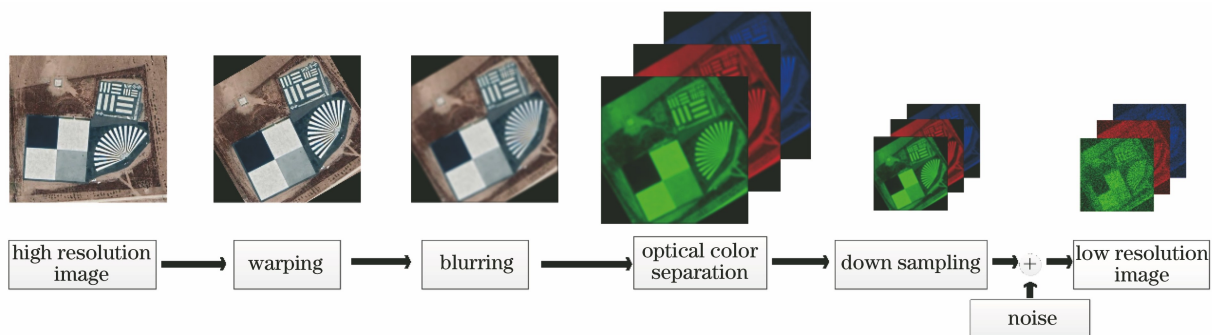 high resolution
image
warping
blurring
optical color
separation
down sampling
+
low resolution
image
noise